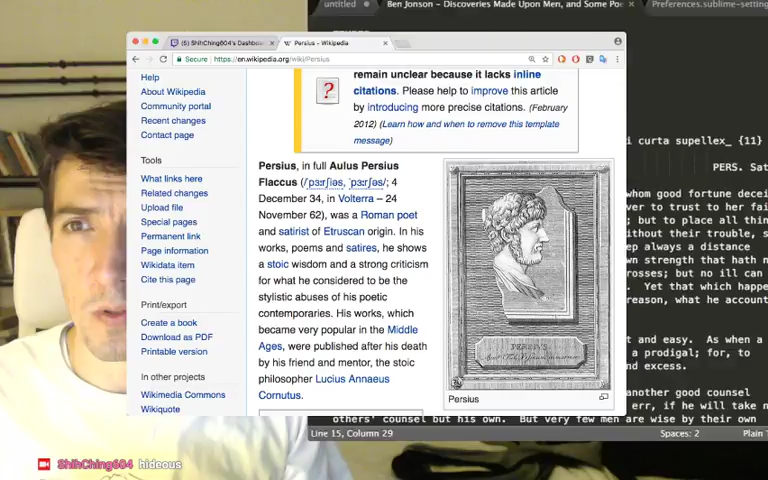 untitled
Ben Jonson – Discoveries Made Upon Men, and Some Poe
Preferences.sublime-setting
(5) ShihChing604's Dashboa
Persius - Wikipedia
Secure
https://en.wikipedia.org/wiki/Persius
Help
About Wikipedia
Community portal
Recent changes
Contact page
Tools
What links here
Related changes
Upload file
Special pages
Permanent link
Page information
Wikidata item
Cite this page
Print/export
Create a book
Download as PDF
Printable version
In other projects
Wikimedia Commons
Wikiquote
remain unclear because it lacks inline
citations. Please help to improve this article
by introducing more precise citations. (February
2012) (Learn how and when to remove this template
message)
Persius, in full Aulus Persius
Flaccus (/ˈpɜːrʃiəs, ˈpɜːrʃəs/; 4
December 34, in Volterra – 24
November 62), was a Roman poet
and satirist of Etruscan origin. In his
works, poems and satires, he shows
a stoic wisdom and a strong criticism
for what he considered to be the
stylistic abuses of his poetic
contemporaries. His works, which
became very popular in the Middle
Ages, were published after his death
by his friend and mentor, the stoic
philosopher Lucius Annaeus
Cornutus.
PERSIUS.
Persius
i curta supellex_ {11}
PERS. Sat
whom good fortune decei
ver to trust to her fai
; but to place all thin
ithout their trouble, s
ep always a distance
wn strength that hath n
rosses; but no ill can
. Yet that which happe
reason, what he account
nt and easy. As when a
a prodigal; for, to
nd excess.
another good counsel
err, if he will take n
others' counsel but his own. But very few men are wise by their own
Line 15, Column 29
Spaces: 2
Plain T
ShihChing604 hideous